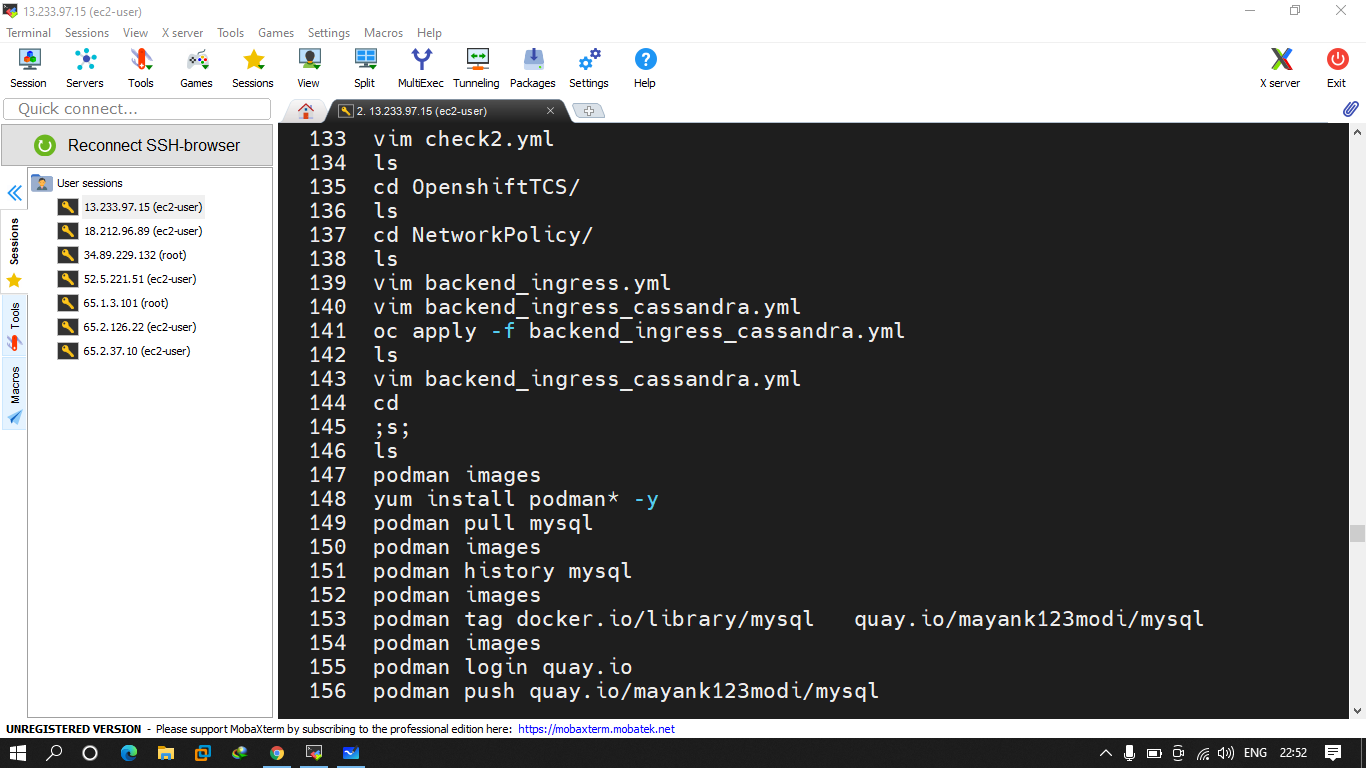 13.233.97.15 (ec2-user)
Terminal Sessions View X server Tools Games Settings Macros Help
Session Servers Tools Games Sessions View Split MultiExec Tunneling Packages Settings Help X server Exit
Quick connect...
2. 13.233.97.15 (ec2-user)
Reconnect SSH-browser
User sessions
13.233.97.15 (ec2-user)
18.212.96.89 (ec2-user)
34.89.229.132 (root)
52.5.221.51 (ec2-user)
65.1.3.101 (root)
65.2.126.22 (ec2-user)
65.2.37.10 (ec2-user)
Sessions
Tools
Macros
133 vim check2.yml
134 ls
135 cd OpenshiftTCS/
136 ls
137 cd NetworkPolicy/
138 ls
139 vim backend_ingress.yml
140 vim backend_ingress_cassandra.yml
141 oc apply -f backend_ingress_cassandra.yml
142 ls
143 vim backend_ingress_cassandra.yml
144 cd
145 ;s;
146 ls
147 podman images
148 yum install podman* -y
149 podman pull mysql
150 podman images
151 podman history mysql
152 podman images
153 podman tag docker.io/library/mysql quay.io/mayank123modi/mysql
154 podman images
155 podman login quay.io
156 podman push quay.io/mayank123modi/mysql
UNREGISTERED VERSION - Please support MobaXterm by subscribing to the professional edition here: https://mobaxterm.mobatek.net
ENG 22:52